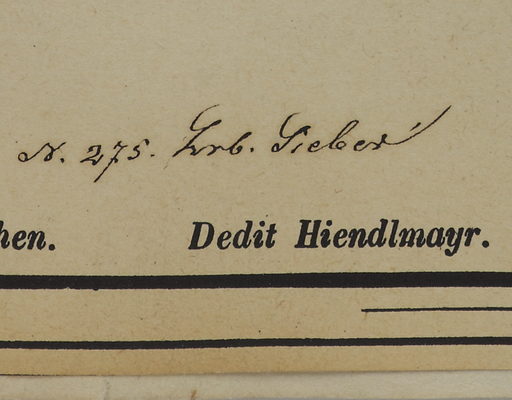 N. 275. Hrb. Sieber
hen. Dedit Hiendlmayr.